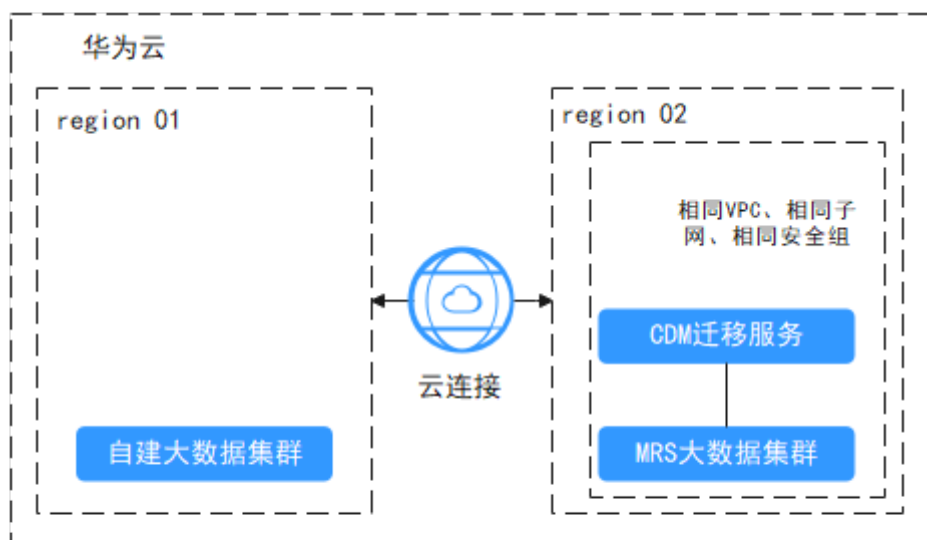 华为云
region 01
region 02
相同VPC、相同子
网、相同安全组
CDM迁移服务
云连接
自建大数据集群
MRS大数据集群